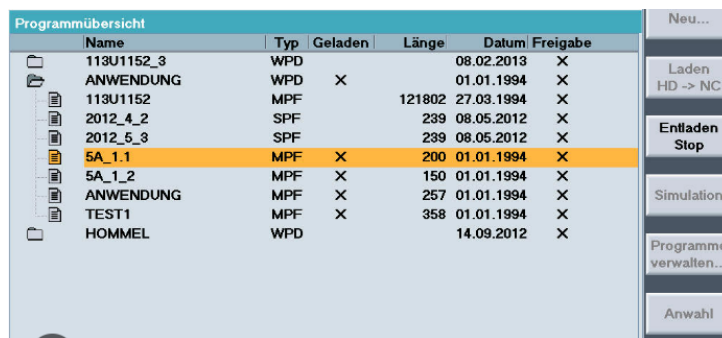 Programmübersicht
Name Typ Geladen Länge Datum Freigabe
113U1152_3 WPD 08.02.2013 X
ANWENDUNG WPD X 01.01.1994 X
113U1152 MPF 121802 27.03.1994 X
2012_4_2 SPF 239 08.05.2012 X
2012_5_3 SPF 239 08.05.2012 X
5A_1.1 MPF X 200 01.01.1994 X
5A_1_2 MPF X 150 01.01.1994 X
ANWENDUNG MPF X 257 01.01.1994 X
TEST1 MPF X 358 01.01.1994 X
HOMMEL WPD 14.09.2012 X
Neu...
Laden
HD -> NC
Entladen
Stop
Simulation
Programme
verwalten..
Anwahl